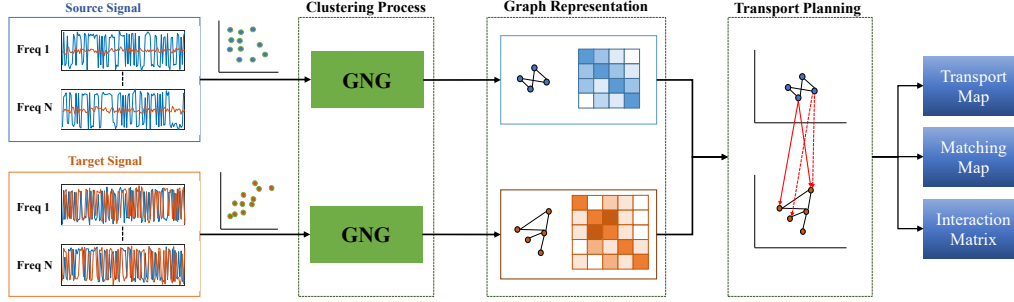 Source Signal
Freq 1
Freq N
Target Signal
Freq 1
Freq N
Clustering Process
GNG
GNG
Graph Representation
Transport Planning
Transport
Map
Matching
Map
Interaction
Matrix